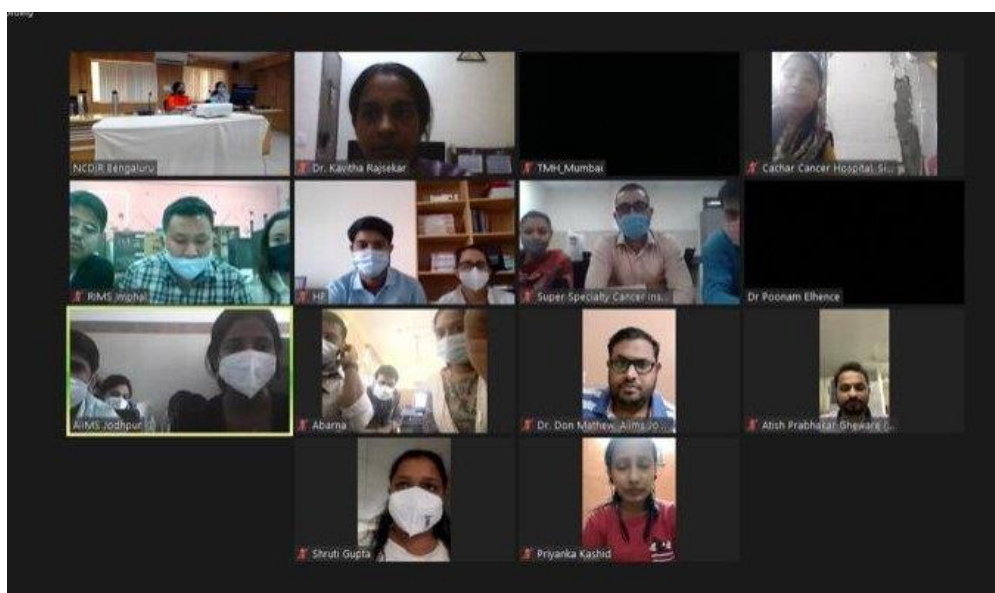 NCDIR Bengaluru
Dr. Kavitha Rajsekar
TMH_Mumbai
Cachar Cancer Hospital, Si...
RIMS Imphal
HP
Super Specialty Cancer Ins...
Dr Poonam Elhence
AIIMS Jodhpur
Abarna
Dr. Don Mathew, Aiims Jo...
Atish Prabhakar Gheware (...
Shruti Gupta
Priyanka Kashid